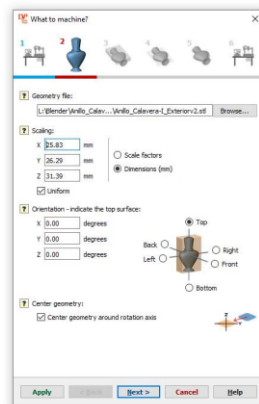 What to machine?
1 2 3 4 5 6
? Geometry file:
L:\Blender\Anillo_Calav...\Anillo_Calavera-I_Exteriorv2.stl Browse...
? Scaling:
X 25.83 mm
Y 26.29 mm
Z 31.39 mm
Scale factors
Dimensions (mm)
Uniform
? Orientation - indicate the top surface:
X 0.00 degrees
Y 0.00 degrees
Z 0.00 degrees
Top
Back
Right
Left
Front
Bottom
? Center geometry:
Center geometry around rotation axis
Apply < Back Next > Cancel Help